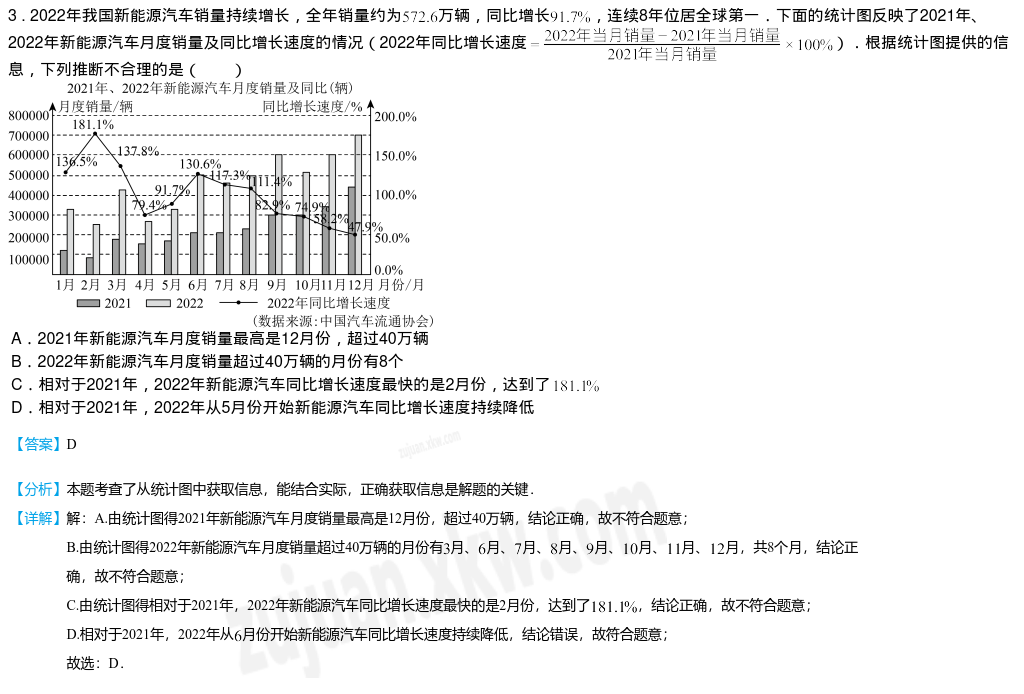 3．2022年我国新能源汽车销量持续增长，全年销量约为572.6万辆，同比增长91.7%，连续8年位居全球第一．下面的统计图反映了2021年、
2022年新能源汽车月度销量及同比增长速度的情况（2022年同比增长速度＝(2022年当月销量－2021年当月销量)/2021年当月销量×100%）．根据统计图提供的信
息，下列推断不合理的是（　　）
2021年、2022年新能源汽车月度销量及同比(辆)
月度销量/辆　同比增长速度/%
800000
700000
600000
500000
400000
300000
200000
100000
181.1%
136.5%
137.8%
79.4%
91.7%
130.6%
117.3%
111.4%
82.9%
74.9%
58.2%
47.9%
200.0%
150.0%
100.0%
50.0%
0.0%
1月 2月 3月 4月 5月 6月 7月 8月 9月 10月 11月 12月 月份/月
2021 2022 2022年同比增长速度
(数据来源:中国汽车流通协会)
A．2021年新能源汽车月度销量最高是12月份，超过40万辆
B．2022年新能源汽车月度销量超过40万辆的月份有8个
C．相对于2021年，2022年新能源汽车同比增长速度最快的是2月份，达到了181.1%
D．相对于2021年，2022年从5月份开始新能源汽车同比增长速度持续降低
【答案】D
【分析】本题考查了从统计图中获取信息，能结合实际，正确获取信息是解题的关键．
【详解】解：A.由统计图得2021年新能源汽车月度销量最高是12月份，超过40万辆，结论正确，故不符合题意；
B.由统计图得2022年新能源汽车月度销量超过40万辆的月份有3月、6月、7月、8月、9月、10月、11月、12月，共8个月，结论正
确，故不符合题意；
C.由统计图得相对于2021年，2022年新能源汽车同比增长速度最快的是2月份，达到了181.1%，结论正确，故不符合题意；
D.相对于2021年，2022年从6月份开始新能源汽车同比增长速度持续降低，结论错误，故符合题意；
故选：D．
zujuan.xkw.com
zujuan.xkw.com